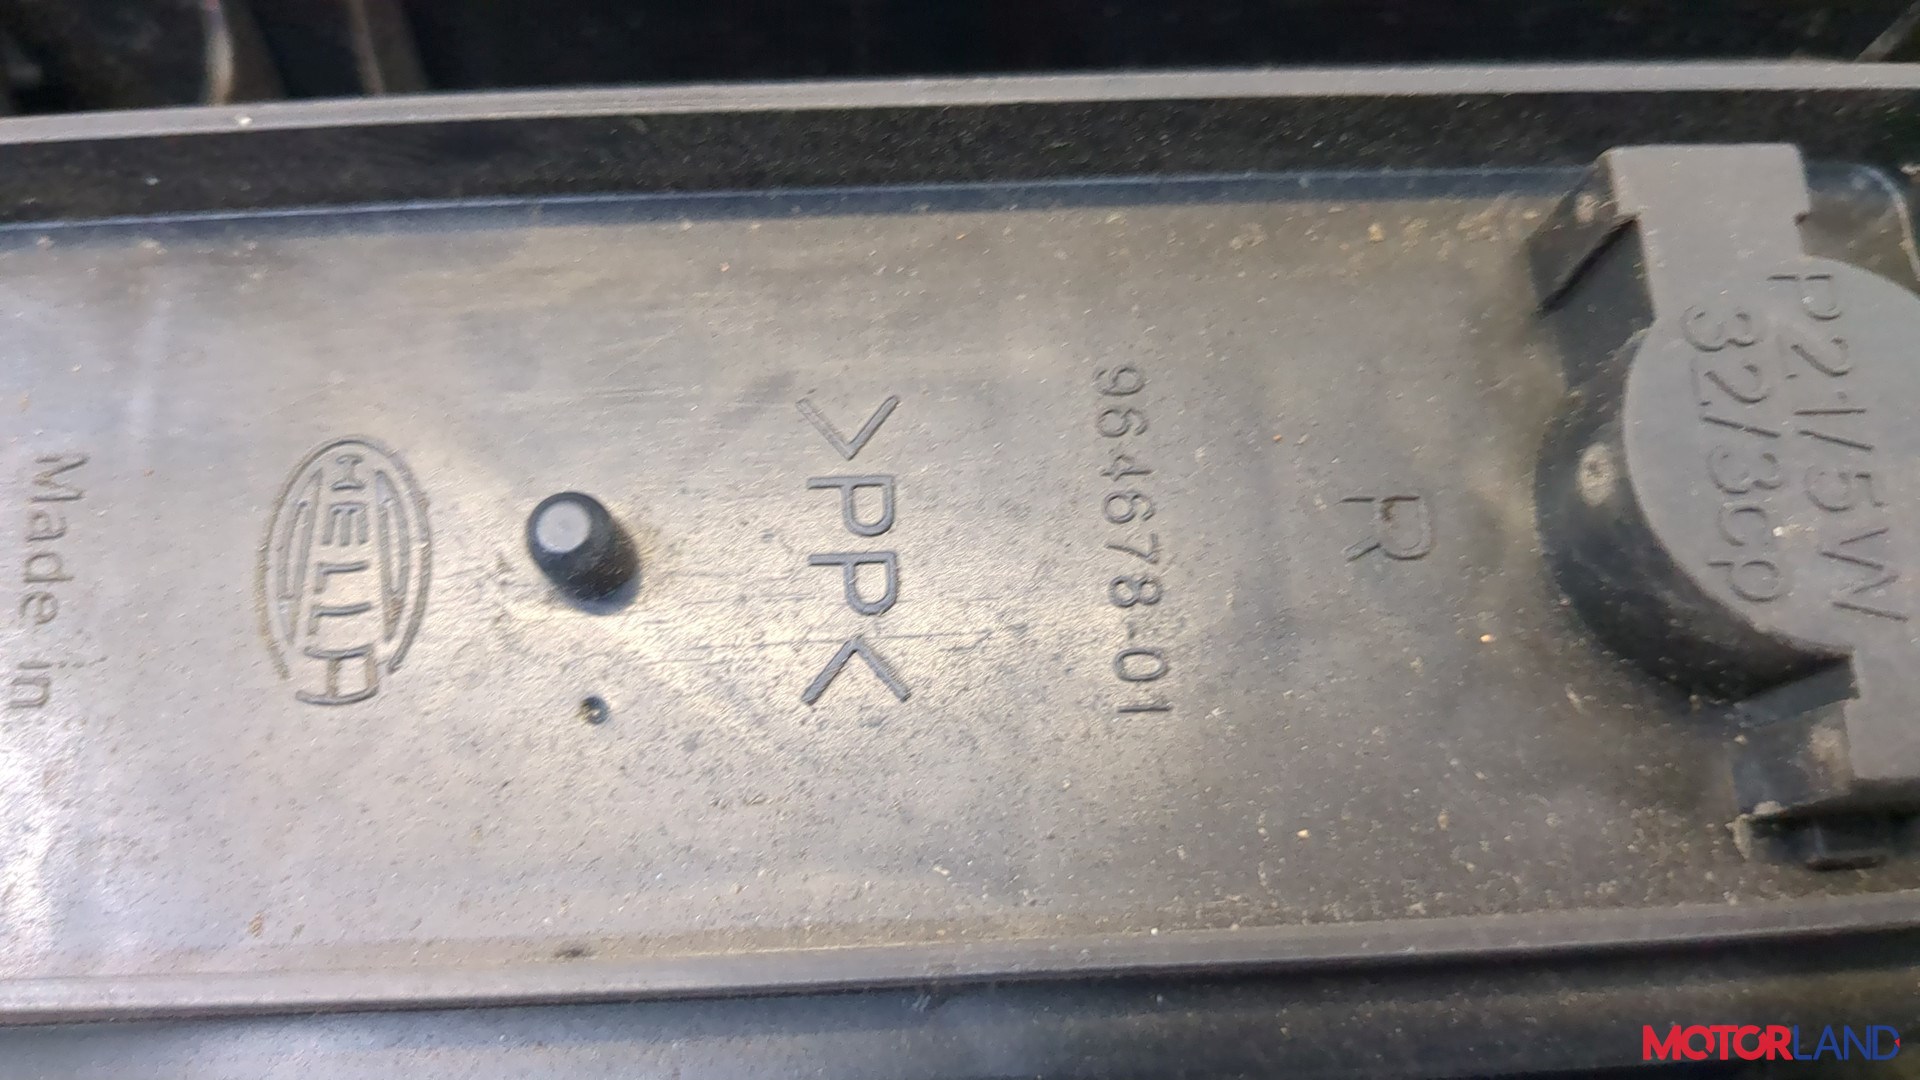 P21/5W
32/3cp
R
964678-01
>PP<
HELLA
Made in
MOTORLAND